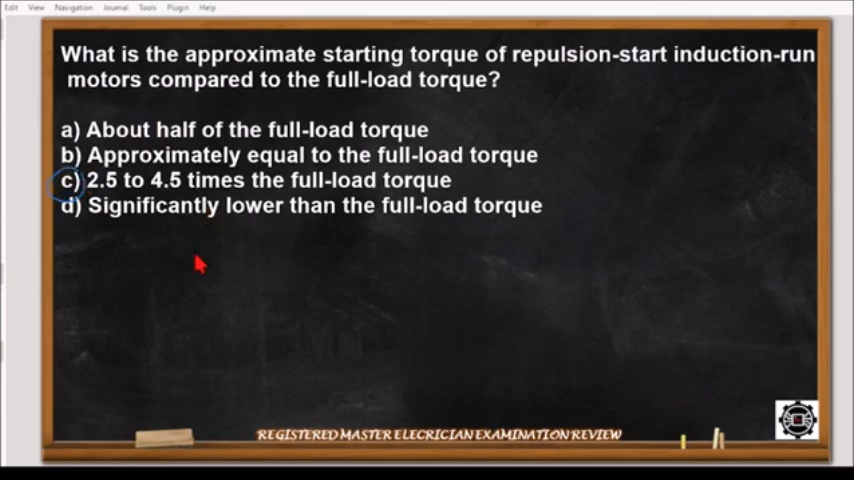 Edit View Navigation Journal Tools Plugin Help
What is the approximate starting torque of repulsion-start induction-run
motors compared to the full-load torque?
a) About half of the full-load torque
b) Approximately equal to the full-load torque
c) 2.5 to 4.5 times the full-load torque
d) Significantly lower than the full-load torque
REGISTERED MASTER ELECRICIAN EXAMINATION REVIEW